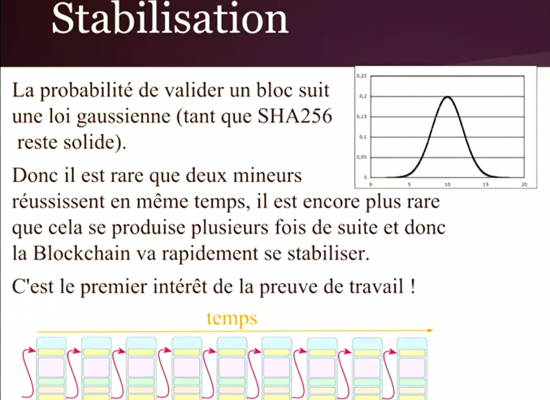 Stabilisation
La probabilité de valider un bloc suit
une loi gaussienne (tant que SHA256
reste solide).
0,25
0,2
0,15
0,1
0,05
0
0 5 10 15 20
Donc il est rare que deux mineurs
réussissent en même temps, il est encore plus rare
que cela se produise plusieurs fois de suite et donc
la Blockchain va rapidement se stabiliser.
C'est le premier intérêt de la preuve de travail !
temps